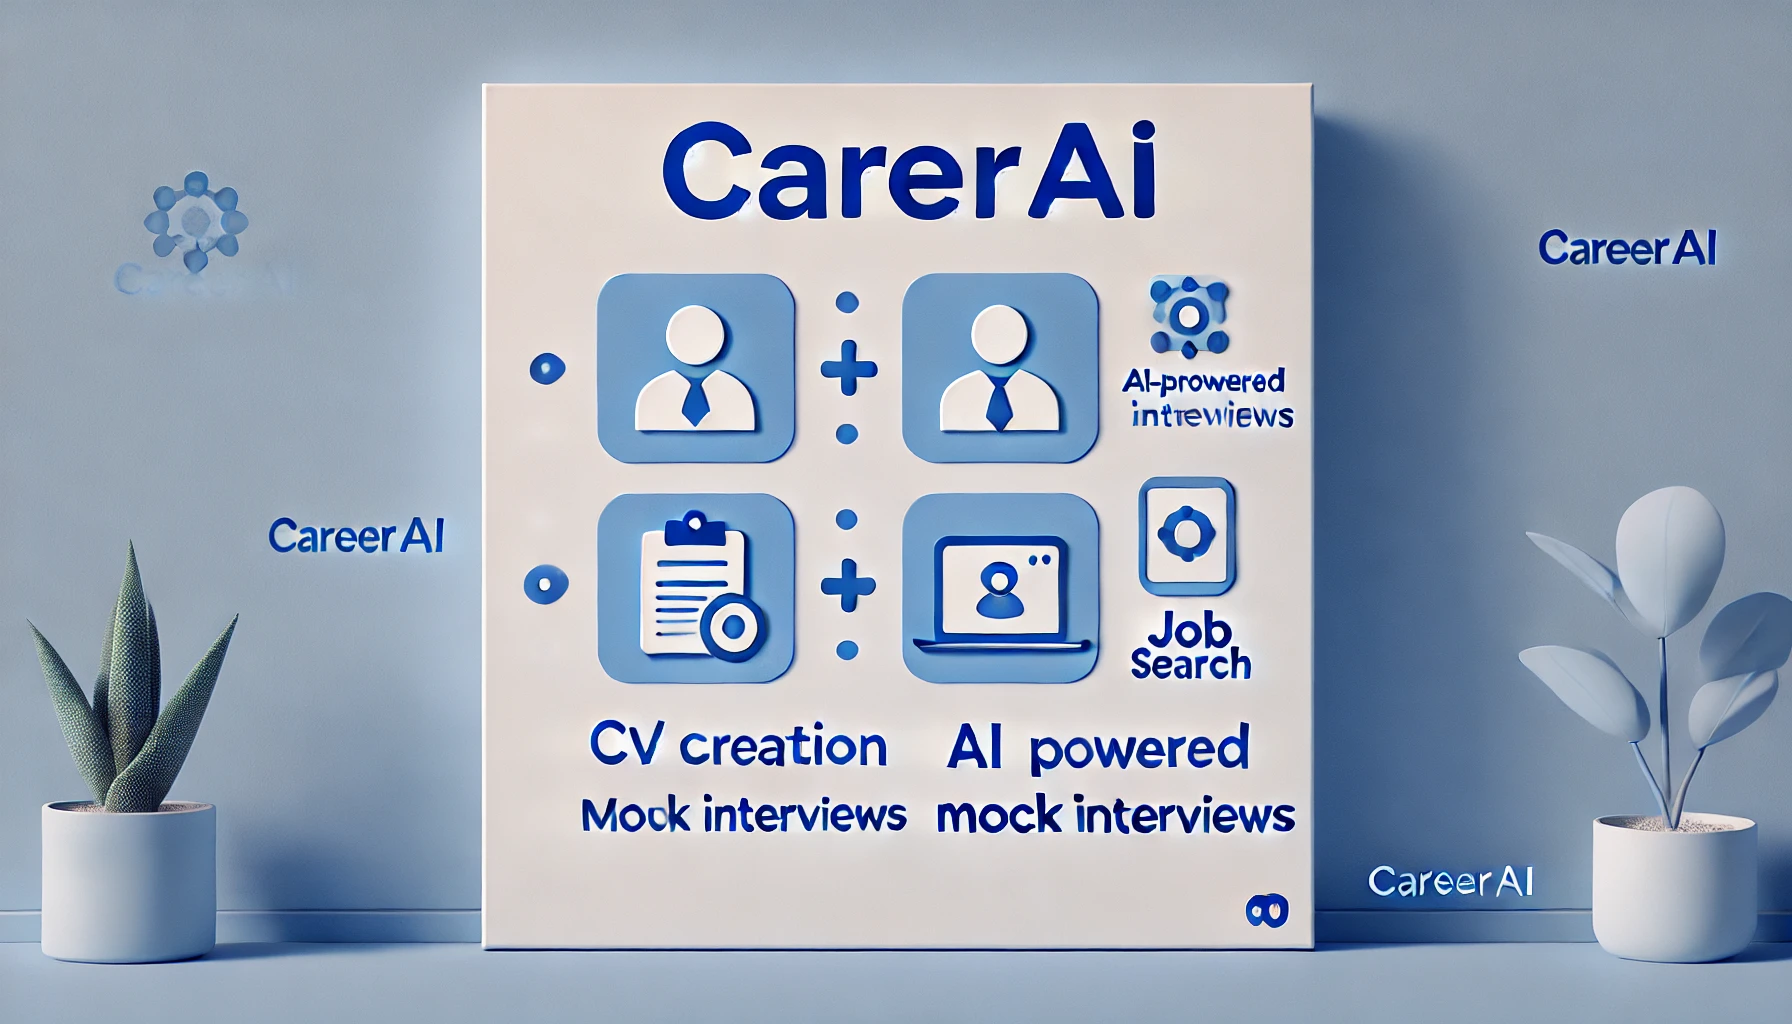 CarerAi
CareerAI
AI-prowered
intrewiews
CareerAI
Job
Search
CV creation
AI powered
Mock interviews
mock interviews
CareerAI